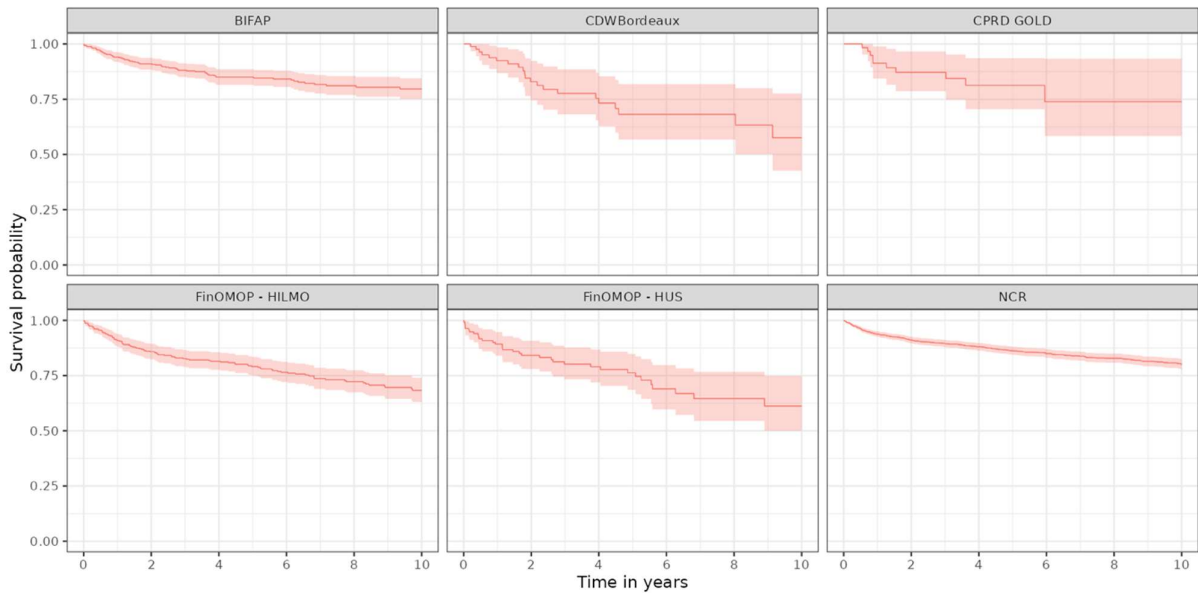 BIFAP
CDWBordeaux
CPRD GOLD
1.00
0.75
0.50
0.25
0.00
FinOMOP - HILMO
FinOMOP - HUS
NCR
1.00
0.75
0.50
0.25
0.00
0 2 4 6 8 10
0 2 4 6 8 10
0 2 4 6 8 10
Survival probability
Time in years